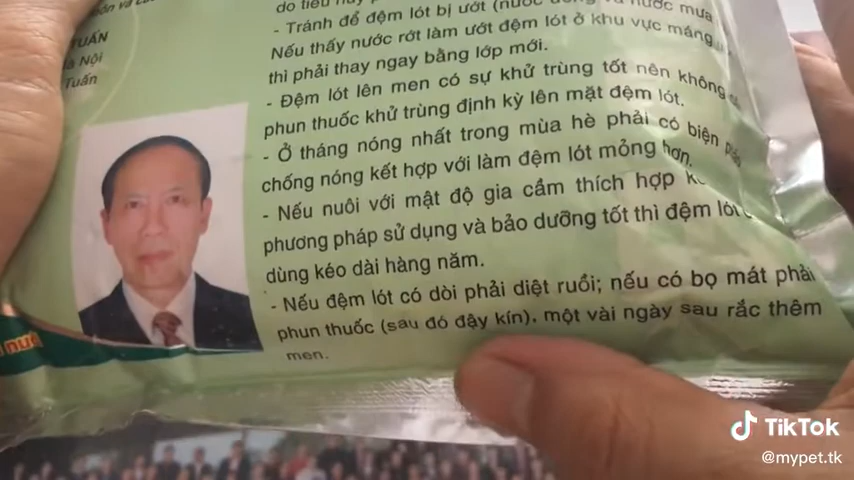 TUẤN
Hà Nội
Tuấn
- Tránh để đệm lót bị ướt (nước
nước mưa
Nếu thấy nước rớt làm ướt đệm lót ở khu vực máng
thì phải thay ngay bằng lớp mới.
- Đệm lót lên men có sự khử trùng tốt nên không
phun thuốc khử trùng định kỳ lên mặt đệm lót.
- Ở tháng nóng nhất trong mùa hè phải có biện
chống nóng kết hợp với làm đệm lót mỏng hơn.
- Nếu nuôi với mật độ gia cầm thích hợp
phương pháp sử dụng và bảo dưỡng tốt thì đệm lót
dùng kéo dài hàng năm.
- Nếu đệm lót có dòi phải diệt ruồi; nếu có bọ mát phải
phun thuốc (sau đó đậy kín), một vài ngày sau rắc thêm
men.
TikTok
@mypet.tk